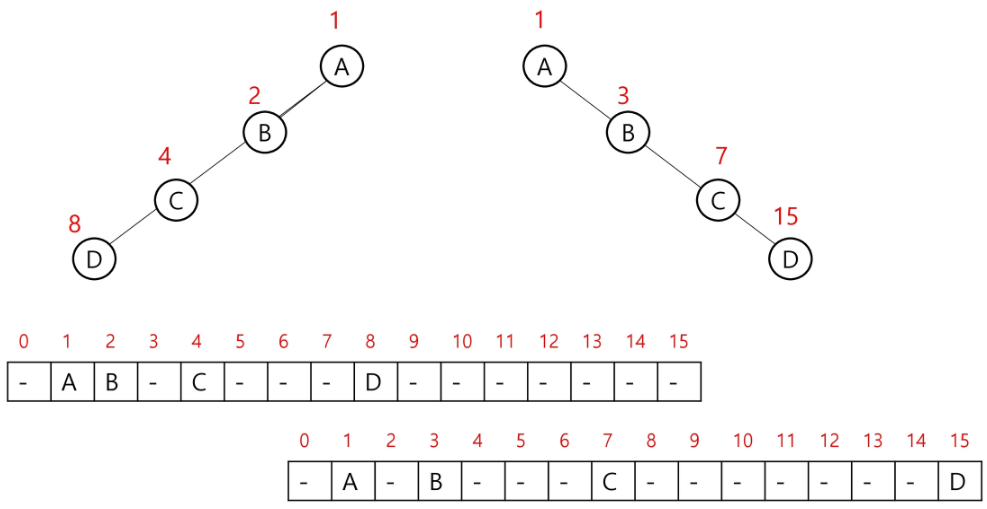 1 1
A A
2 3
B B
4 7
C C
8 15
D D
0 1 2 3 4 5 6 7 8 9 10 11 12 13 14 15
- A B - C - - - D - - - - - - -
0 1 2 3 4 5 6 7 8 9 10 11 12 13 14 15
- A - B - - - C - - - - - - - D